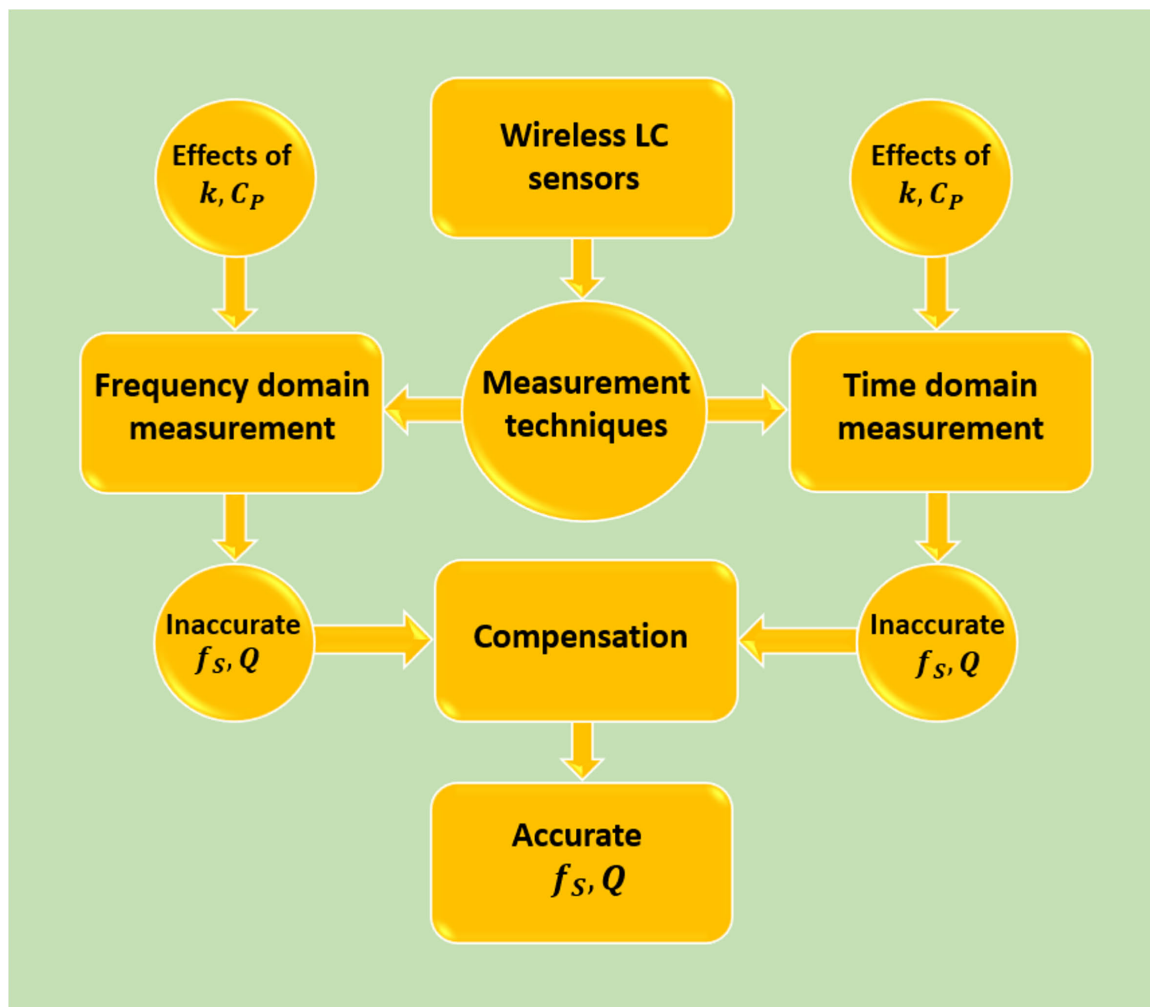 Wireless LC
sensors
Effects of
k, C_P
Effects of
k, C_P
Frequency domain
measurement
Measurement
techniques
Time domain
measurement
Inaccurate
f_S, Q
Compensation
Inaccurate
f_S, Q
Accurate
f_S, Q